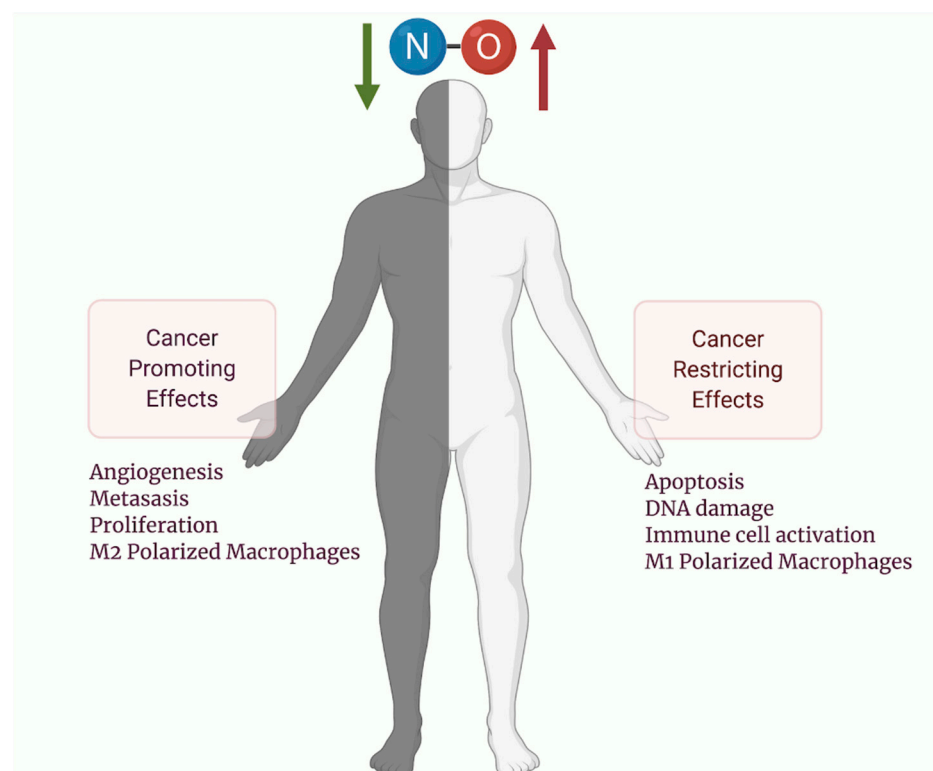 N O
Cancer
Promoting
Effects
Angiogenesis
Metasasis
Proliferation
M2 Polarized Macrophages
Cancer
Restricting
Effects
Apoptosis
DNA damage
Immune cell activation
M1 Polarized Macrophages